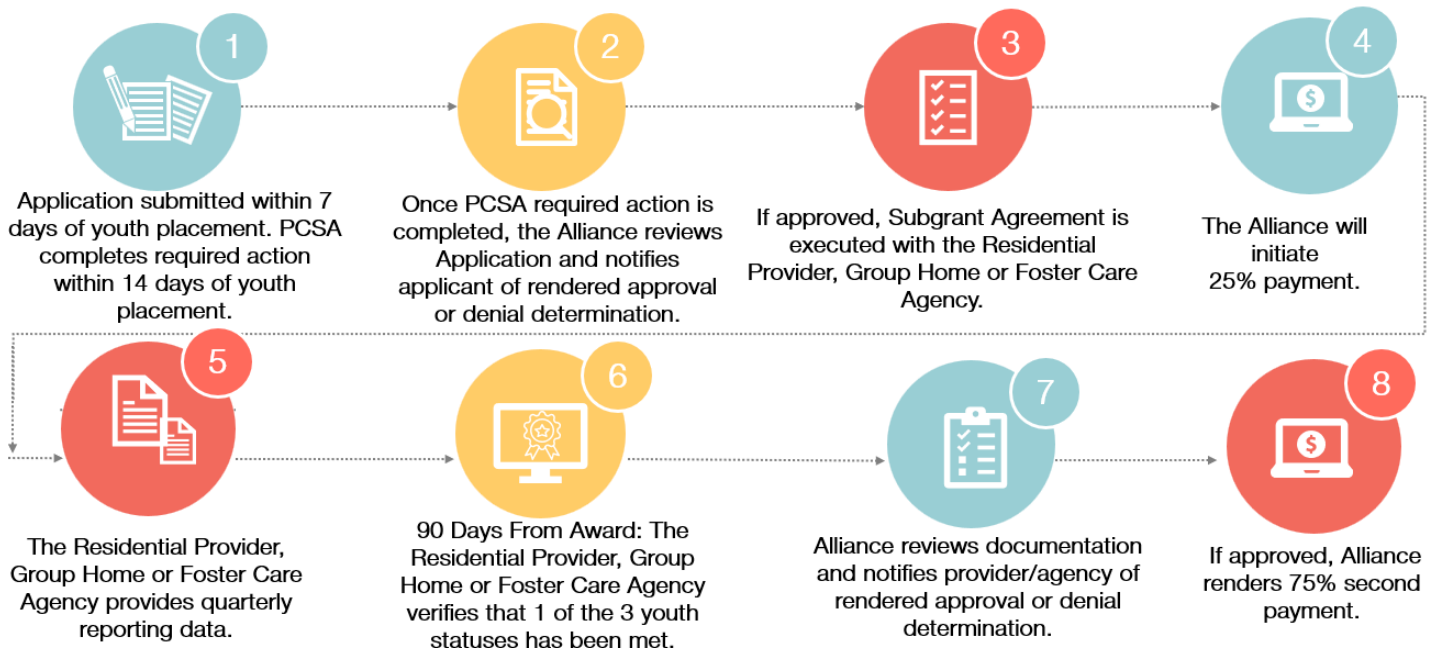 1
Application submitted within 7
days of youth placement. PCSA
completes required action
within 14 days of youth
placement.
2
Once PCSA required action is
completed, the Alliance reviews
Application and notifies
applicant of rendered approval
or denial determination.
3
If approved, Subgrant Agreement is
executed with the Residential
Provider, Group Home or Foster Care
Agency.
4
$
The Alliance will
initiate
25% payment.
5
The Residential Provider,
Group Home or Foster Care
Agency provides quarterly
reporting data.
6
90 Days From Award: The
Residential Provider, Group
Home or Foster Care Agency
verifies that 1 of the 3 youth
statuses has been met.
7
Alliance reviews documentation
and notifies provider/agency of
rendered approval or denial
determination.
8
$
If approved, Alliance
renders 75% second
payment.